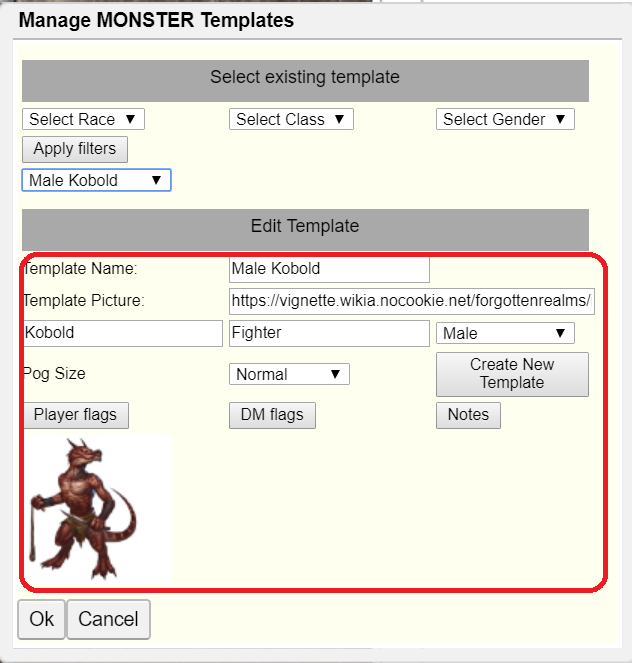 Manage MONSTER Templates
Select existing template
Select Race ▼ Select Class ▼ Select Gender ▼
Apply filters
Male Kobold ▼
Edit Template
Template Name: Male Kobold
Template Picture: https://vignette.wikia.nocookie.net/forgottenrealms/
Kobold Fighter Male ▼
Pog Size Normal ▼ Create New
Template
Player flags DM flags Notes
Ok Cancel